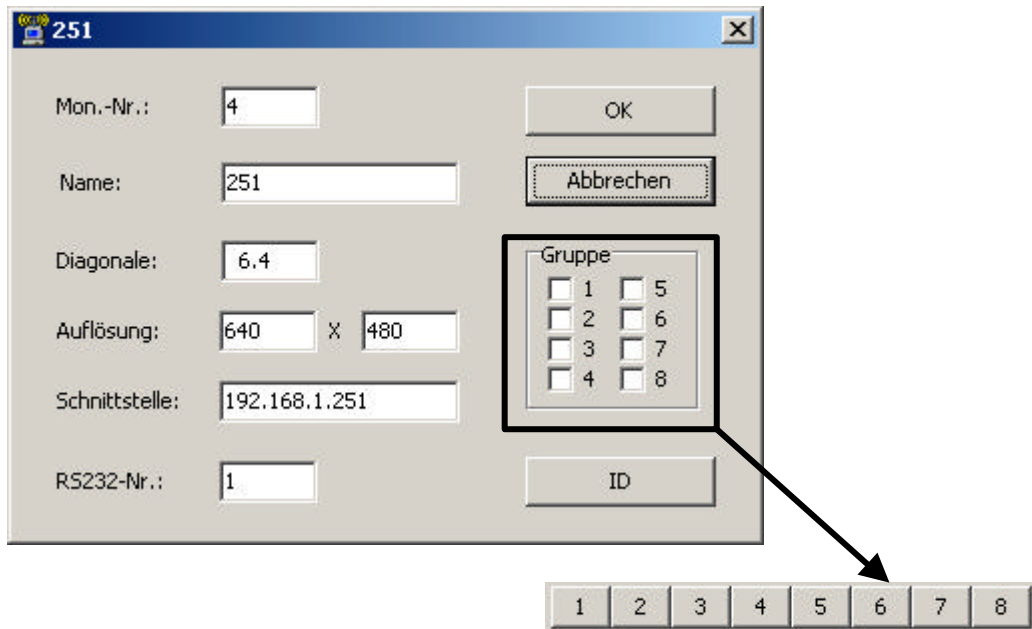 251
Mon.-Nr.: 4
OK
Name: 251
Abbrechen
Diagonale: 6.4
Gruppe
1 5
2 6
3 7
4 8
Auflösung: 640 X 480
Schnittstelle: 192.168.1.251
RS232-Nr.: 1
ID
1 2 3 4 5 6 7 8